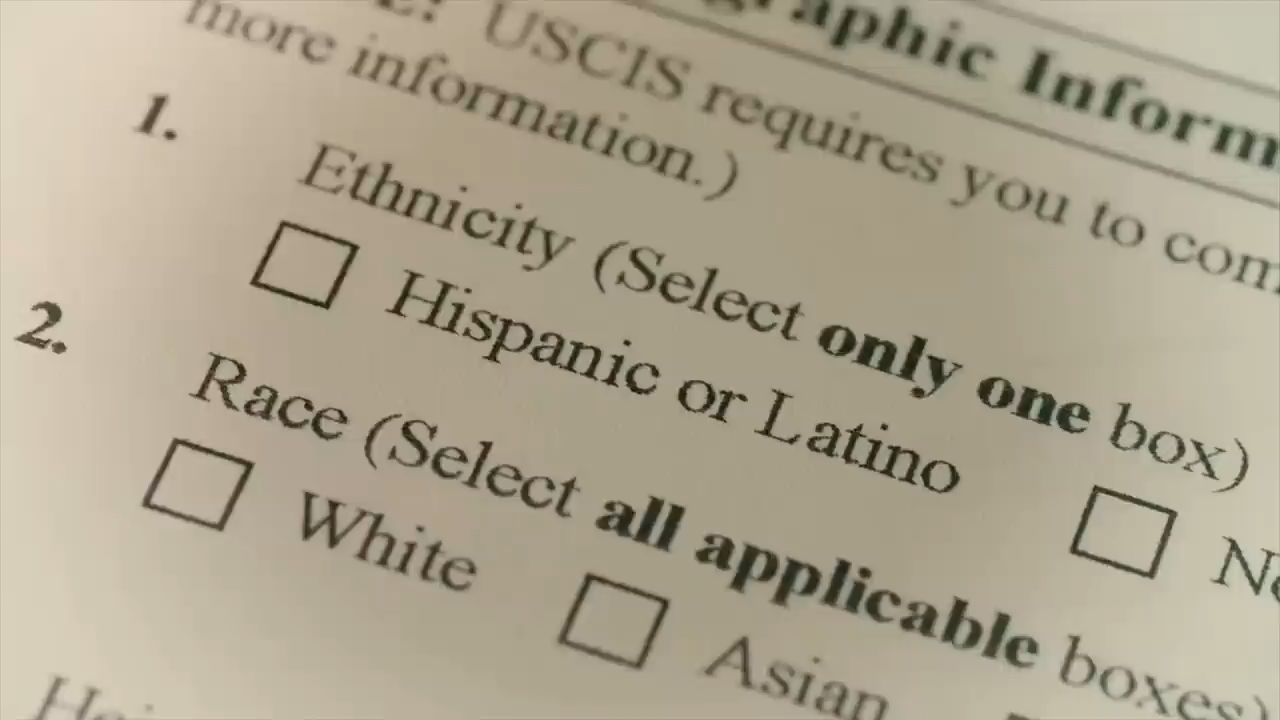 graphic Inform
E: USCIS requires you to com
more information.)
1. Ethnicity (Select only one box)
Hispanic or Latino
2. Race (Select all applicable boxes)
White Asian